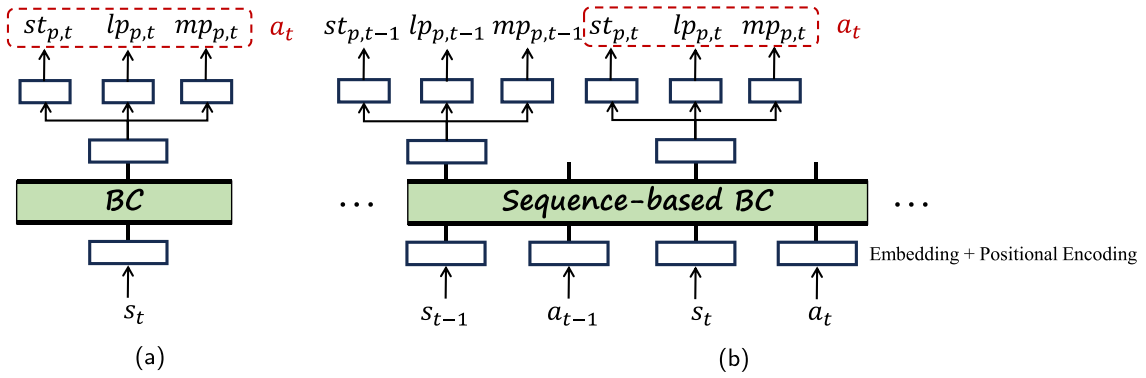 st_{p,t} lp_{p,t} mp_{p,t} a_t
st_{p,t−1} lp_{p,t−1} mp_{p,t−1} st_{p,t} lp_{p,t} mp_{p,t} a_t
BC
... Sequence-based BC ...
Embedding + Positional Encoding
s_t
s_{t−1} a_{t−1} s_t a_t
(a)
(b)